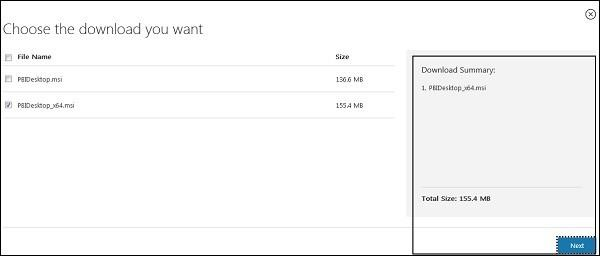 Choose the download you want
File Name Size
PBIDesktop.msi 136.6 MB
PBIDesktop_x64.msi 155.4 MB
Download Summary:
1. PBIDesktop_x64.msi
Total Size: 155.4 MB
Next